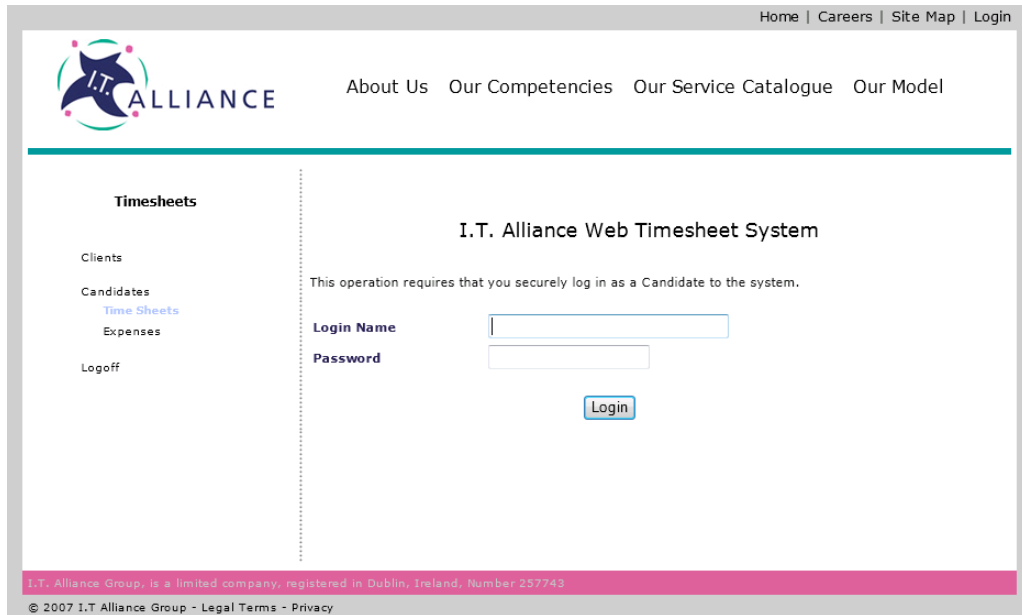 Home | Careers | Site Map | Login
I.T. ALLIANCE
About Us Our Competencies Our Service Catalogue Our Model
Timesheets
Clients
Candidates
Time Sheets
Expenses
Logoff
I.T. Alliance Web Timesheet System
This operation requires that you securely log in as a Candidate to the system.
Login Name
Password
Login
I.T. Alliance Group, is a limited company, registered in Dublin, Ireland, Number 257743
© 2007 I.T Alliance Group - Legal Terms - Privacy